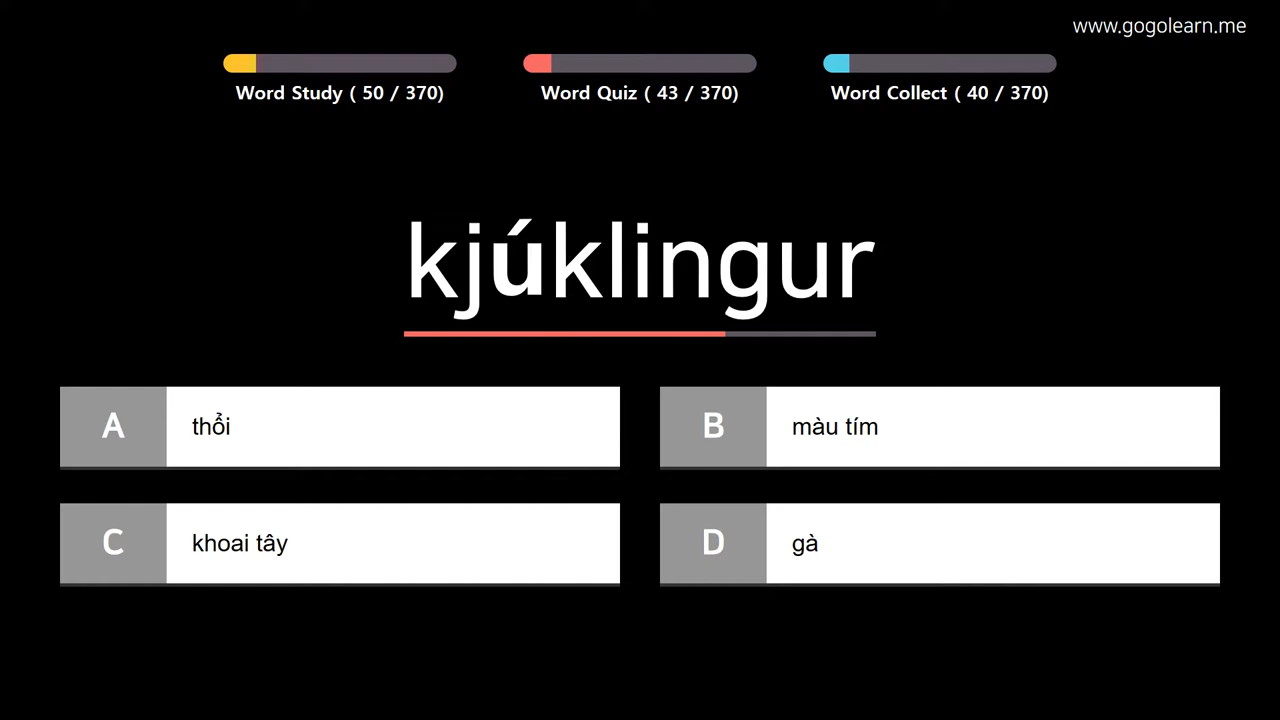 www.gogolearn.me
Word Study ( 50 / 370)
Word Quiz ( 43 / 370)
Word Collect ( 40 / 370)
kjúklingur
A thổi
B màu tím
C khoai tây
D gà